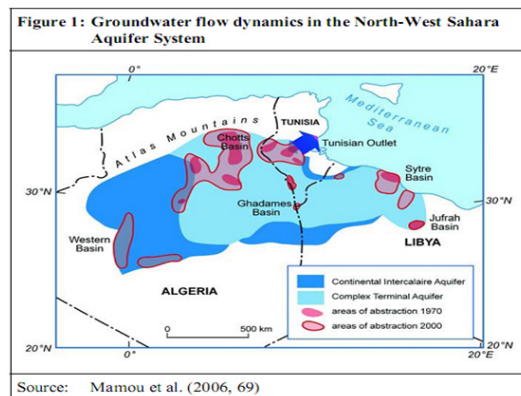 Figure 1: Groundwater flow dynamics in the North-West Sahara
Aquifer System
0°
20°E
Atlas Mountains
TUNISIA
Mediterranean
Sea
Chotts
Basin
Tunisian Outlet
30°N
Ghadames
Basin
Sytre
Basin
30°N
Western
Basin
Jufrah
Basin
LIBYA
ALGERIA
Continental Intercalaire Aquifer
Complex Terminal Aquifer
areas of abstraction 1970
areas of abstraction 2000
0 500 km
20°N
20°N
0°
20°E
Source: Mamou et al. (2006, 69)